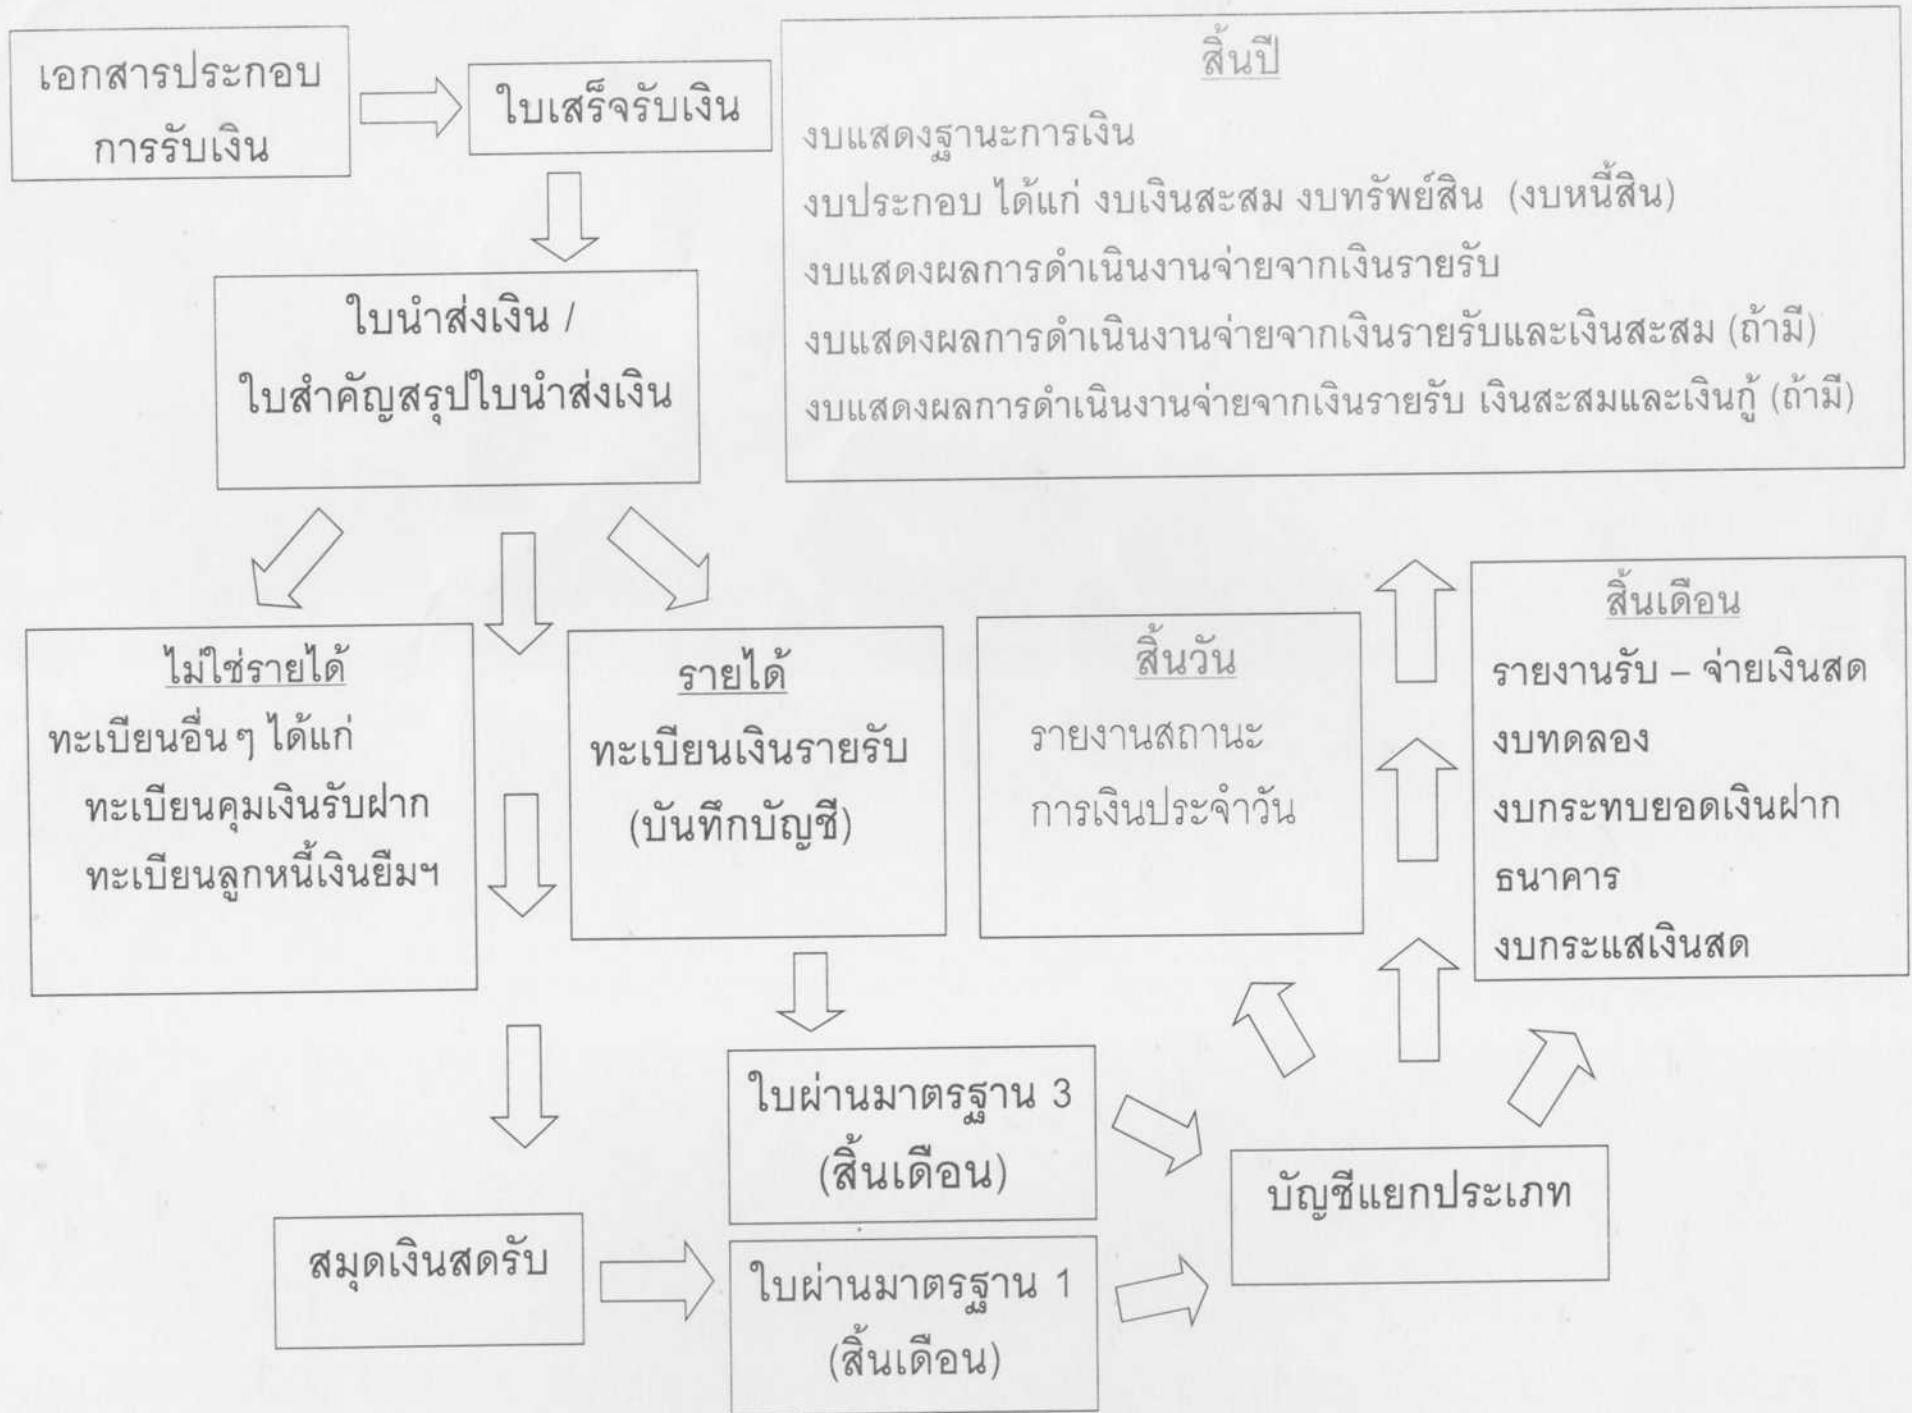 เอกสารประกอบ
การรับเงิน
ใบเสร็จรับเงิน
สิ้นปี
งบแสดงฐานะการเงิน
งบประกอบ ได้แก่ งบเงินสะสม งบทรัพย์สิน (งบหนี้สิน)
งบแสดงผลการดำเนินงานจ่ายจากเงินรายรับ
งบแสดงผลการดำเนินงานจ่ายจากเงินรายรับและเงินสะสม (ถ้ามี)
งบแสดงผลการดำเนินงานจ่ายจากเงินรายรับ เงินสะสมและเงินกู้ (ถ้ามี)
ใบนำส่งเงิน /
ใบสำคัญสรุปใบนำส่งเงิน
ไม่ใช่รายได้
ทะเบียนอื่น ๆ ได้แก่
ทะเบียนคุมเงินรับฝาก
ทะเบียนลูกหนี้เงินยืมฯ
รายได้
ทะเบียนเงินรายรับ
(บันทึกบัญชี)
สิ้นวัน
รายงานสถานะ
การเงินประจำวัน
สิ้นเดือน
รายงานรับ – จ่ายเงินสด
งบทดลอง
งบกระทบยอดเงินฝาก
ธนาคาร
งบกระแสเงินสด
ใบผ่านมาตรฐาน 3
(สิ้นเดือน)
บัญชีแยกประเภท
สมุดเงินสดรับ
ใบผ่านมาตรฐาน 1
(สิ้นเดือน)